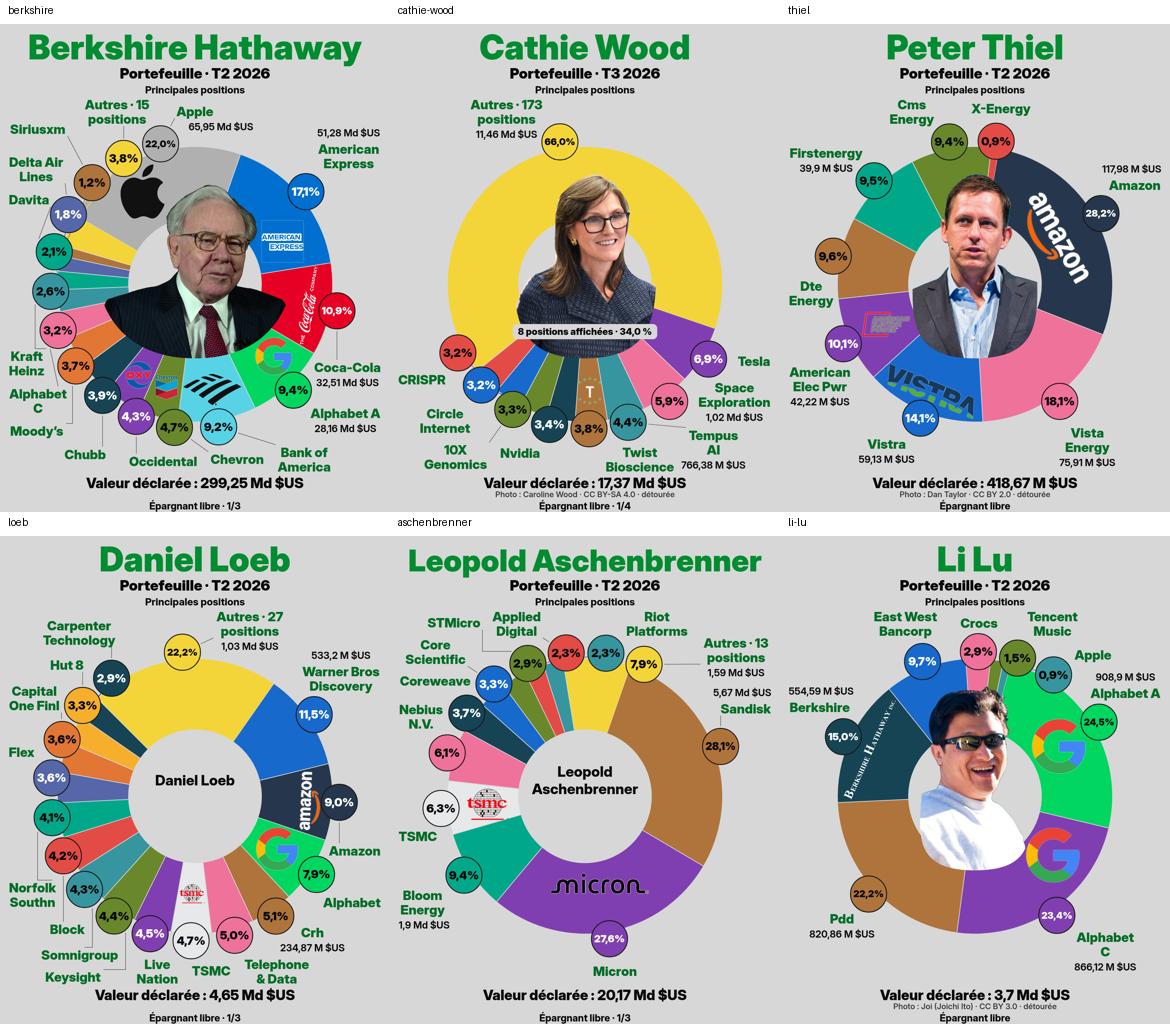 berkshire
Berkshire Hathaway
Portefeuille · T2 2026
Principales positions
Autres · 15
positions
3,8%
Apple
65,95 Md $US
22,0%
51,28 Md $US
American
Express
17,1%
AMERICAN
EXPRESS
THE Coca-Cola COMPANY
10,9%
Coca-Cola
32,51 Md $US
9,4%
Alphabet A
28,16 Md $US
9,2%
Bank of
America
4,7%
Chevron
4,3%
OXY
Chevron
Occidental
3,9%
Chubb
3,7%
Moody's
3,2%
Alphabet
C
2,6%
Kraft
Heinz
2,1%
1,8%
Davita
1,2%
Delta Air
Lines
Siriusxm
Valeur déclarée : 299,25 Md $US
Épargnant libre · 1/3
cathie-wood
Cathie Wood
Portefeuille · T3 2026
Principales positions
Autres · 173
positions
11,46 Md $US
66,0%
8 positions affichées · 34,0 %
6,9%
Tesla
5,9%
Space
Exploration
1,02 Md $US
4,4%
Tempus
AI
766,38 M $US
T
3,8%
Twist
Bioscience
3,4%
Nvidia
3,3%
10X
Genomics
3,2%
Circle
Internet
3,2%
CRISPR
Valeur déclarée : 17,37 Md $US
Photo : Caroline Wood · CC BY-SA 4.0 · détourée
Épargnant libre · 1/4
thiel
Peter Thiel
Portefeuille · T2 2026
Principales positions
Cms
Energy
9,4%
X-Energy
0,9%
117,98 M $US
Amazon
28,2%
amazon
18,1%
Vista
Energy
75,91 M $US
VISTRA
14,1%
Vistra
59,13 M $US
10,1%
American
Elec Pwr
42,22 M $US
9,6%
Dte
Energy
9,5%
Firstenergy
39,9 M $US
Valeur déclarée : 418,67 M $US
Photo : Dan Taylor · CC BY 2.0 · détourée
Épargnant libre
loeb
Daniel Loeb
Portefeuille · T2 2026
Principales positions
Autres · 27
positions
1,03 Md $US
22,2%
533,2 M $US
Warner Bros
Discovery
11,5%
amazon
9,0%
Amazon
7,9%
Alphabet
5,1%
Crh
234,87 M $US
5,0%
Telephone
& Data
tsmc
4,7%
TSMC
4,5%
Live
Nation
4,4%
Keysight
4,3%
Somnigroup
4,2%
Block
4,1%
Norfolk
Southn
3,6%
Flex
3,6%
Capital
One Finl
3,3%
Hut 8
2,9%
Carpenter
Technology
Daniel Loeb
Valeur déclarée : 4,65 Md $US
Épargnant libre · 1/3
aschenbrenner
Leopold Aschenbrenner
Portefeuille · T2 2026
Principales positions
STMicro
2,9%
Applied
Digital
2,3%
Riot
Platforms
2,3%
7,9%
Autres · 13
positions
1,59 Md $US
5,67 Md $US
Sandisk
28,1%
micron
27,6%
Micron
9,4%
Bloom
Energy
1,9 Md $US
tsmc
6,3%
TSMC
6,1%
Nebius
N.V.
3,7%
Coreweave
3,3%
Core
Scientific
Leopold
Aschenbrenner
Valeur déclarée : 20,17 Md $US
Épargnant libre · 1/3
li-lu
Li Lu
Portefeuille · T2 2026
Principales positions
East West
Bancorp
9,7%
Crocs
2,9%
Tencent
Music
1,5%
Apple
0,9%
908,9 M $US
Alphabet A
24,5%
23,4%
Alphabet
C
866,12 M $US
22,2%
Pdd
820,86 M $US
554,59 M $US
Berkshire
15,0%
BERKSHIRE HATHAWAY INC.
Valeur déclarée : 3,7 Md $US
Photo : Joi (Joichi Ito) · CC BY 3.0 · détourée
Épargnant libre